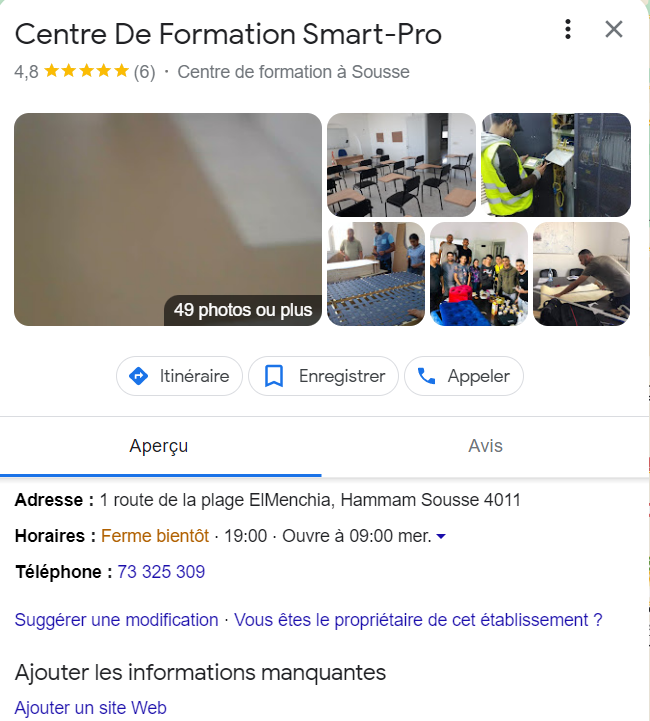 Centre De Formation Smart-Pro
4,8 (6) · Centre de formation à Sousse
49 photos ou plus
Itinéraire Enregistrer Appeler
Aperçu Avis
Adresse : 1 route de la plage ElMenchia, Hammam Sousse 4011
Horaires : Ferme bientôt · 19:00 · Ouvre à 09:00 mer.
Téléphone : 73 325 309
Suggérer une modification · Vous êtes le propriétaire de cet établissement ?
Ajouter les informations manquantes
Ajouter un site Web